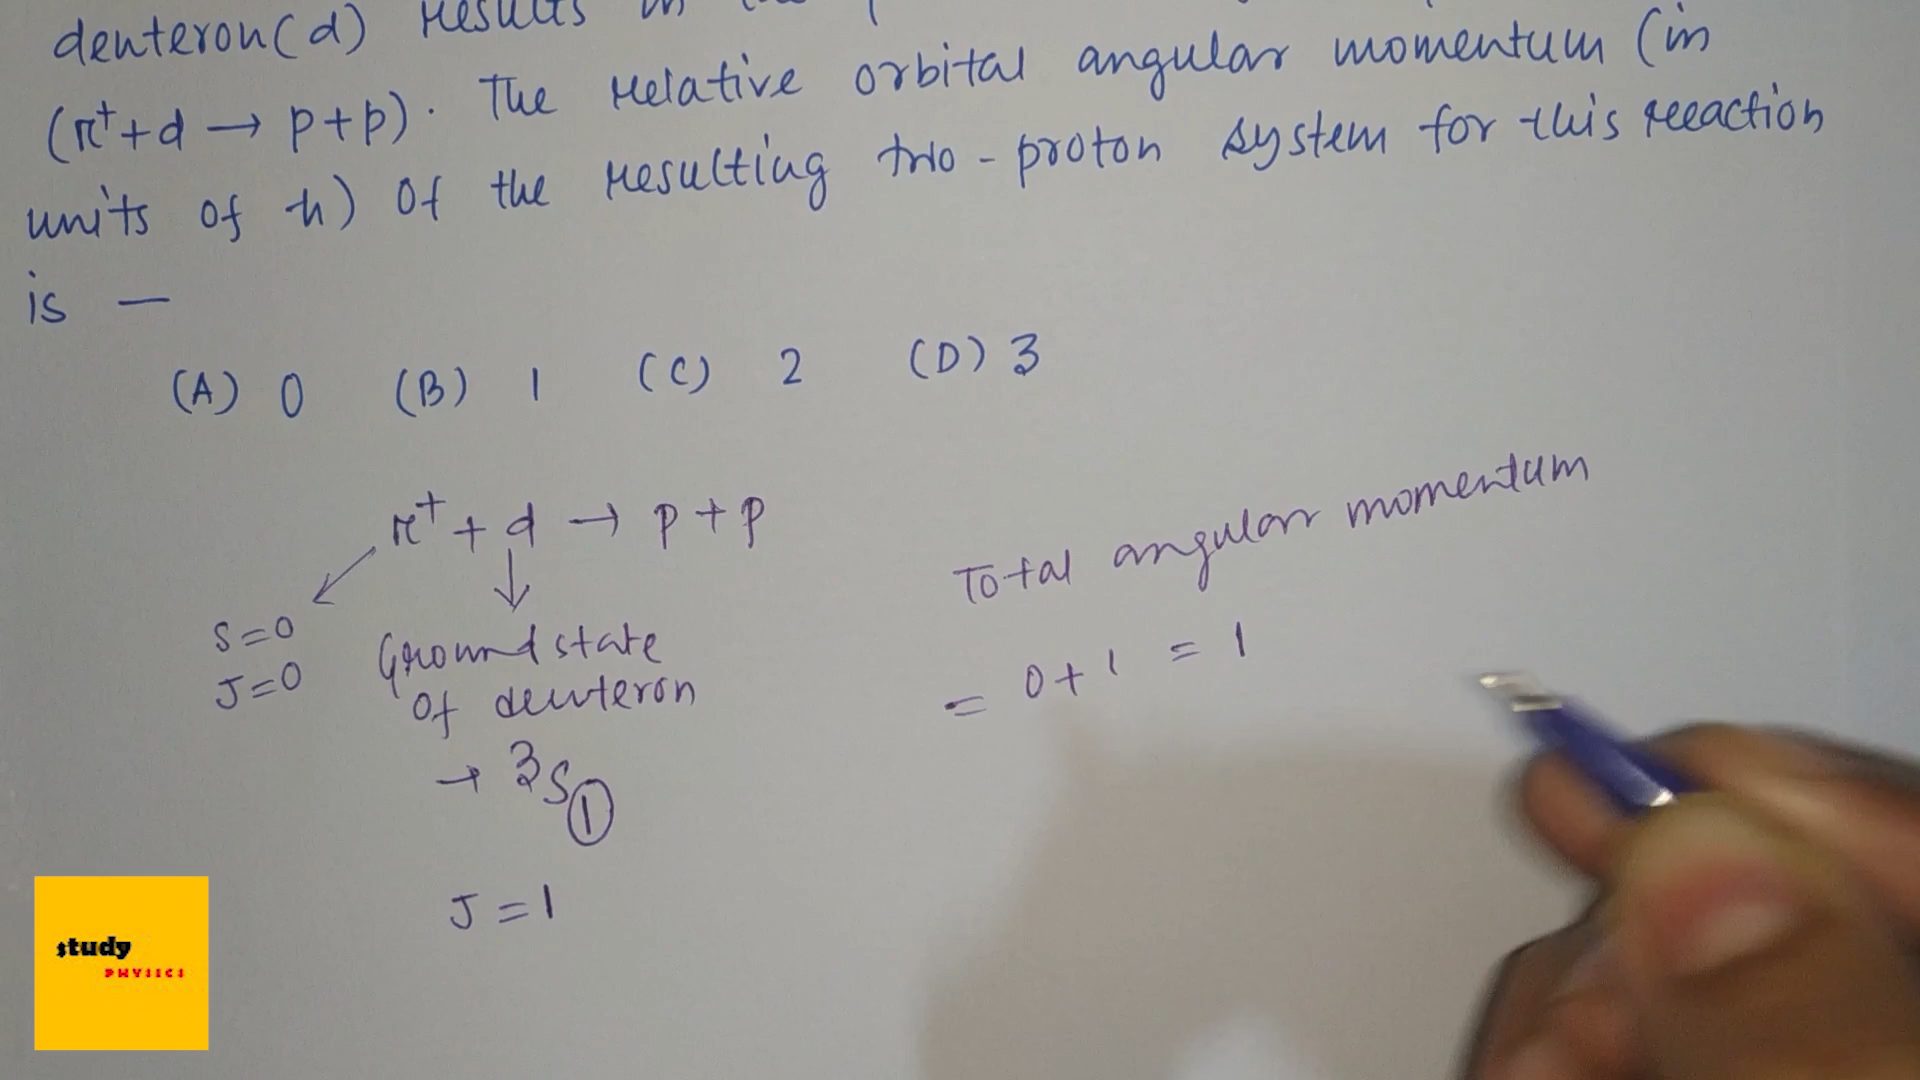 deuteron(d) results in
(π⁺+d → p+p). The relative orbital angular momentum (in
units of ħ) of the resulting two-proton system for this reaction
is —
(A) 0 (B) 1 (C) 2 (D) 3
π⁺ + d → p + p
S=0
J=0
Ground state
of deuteron
→ ³S₁
J=1
Total angular momentum
= 0+1 = 1
study
PHYSICS